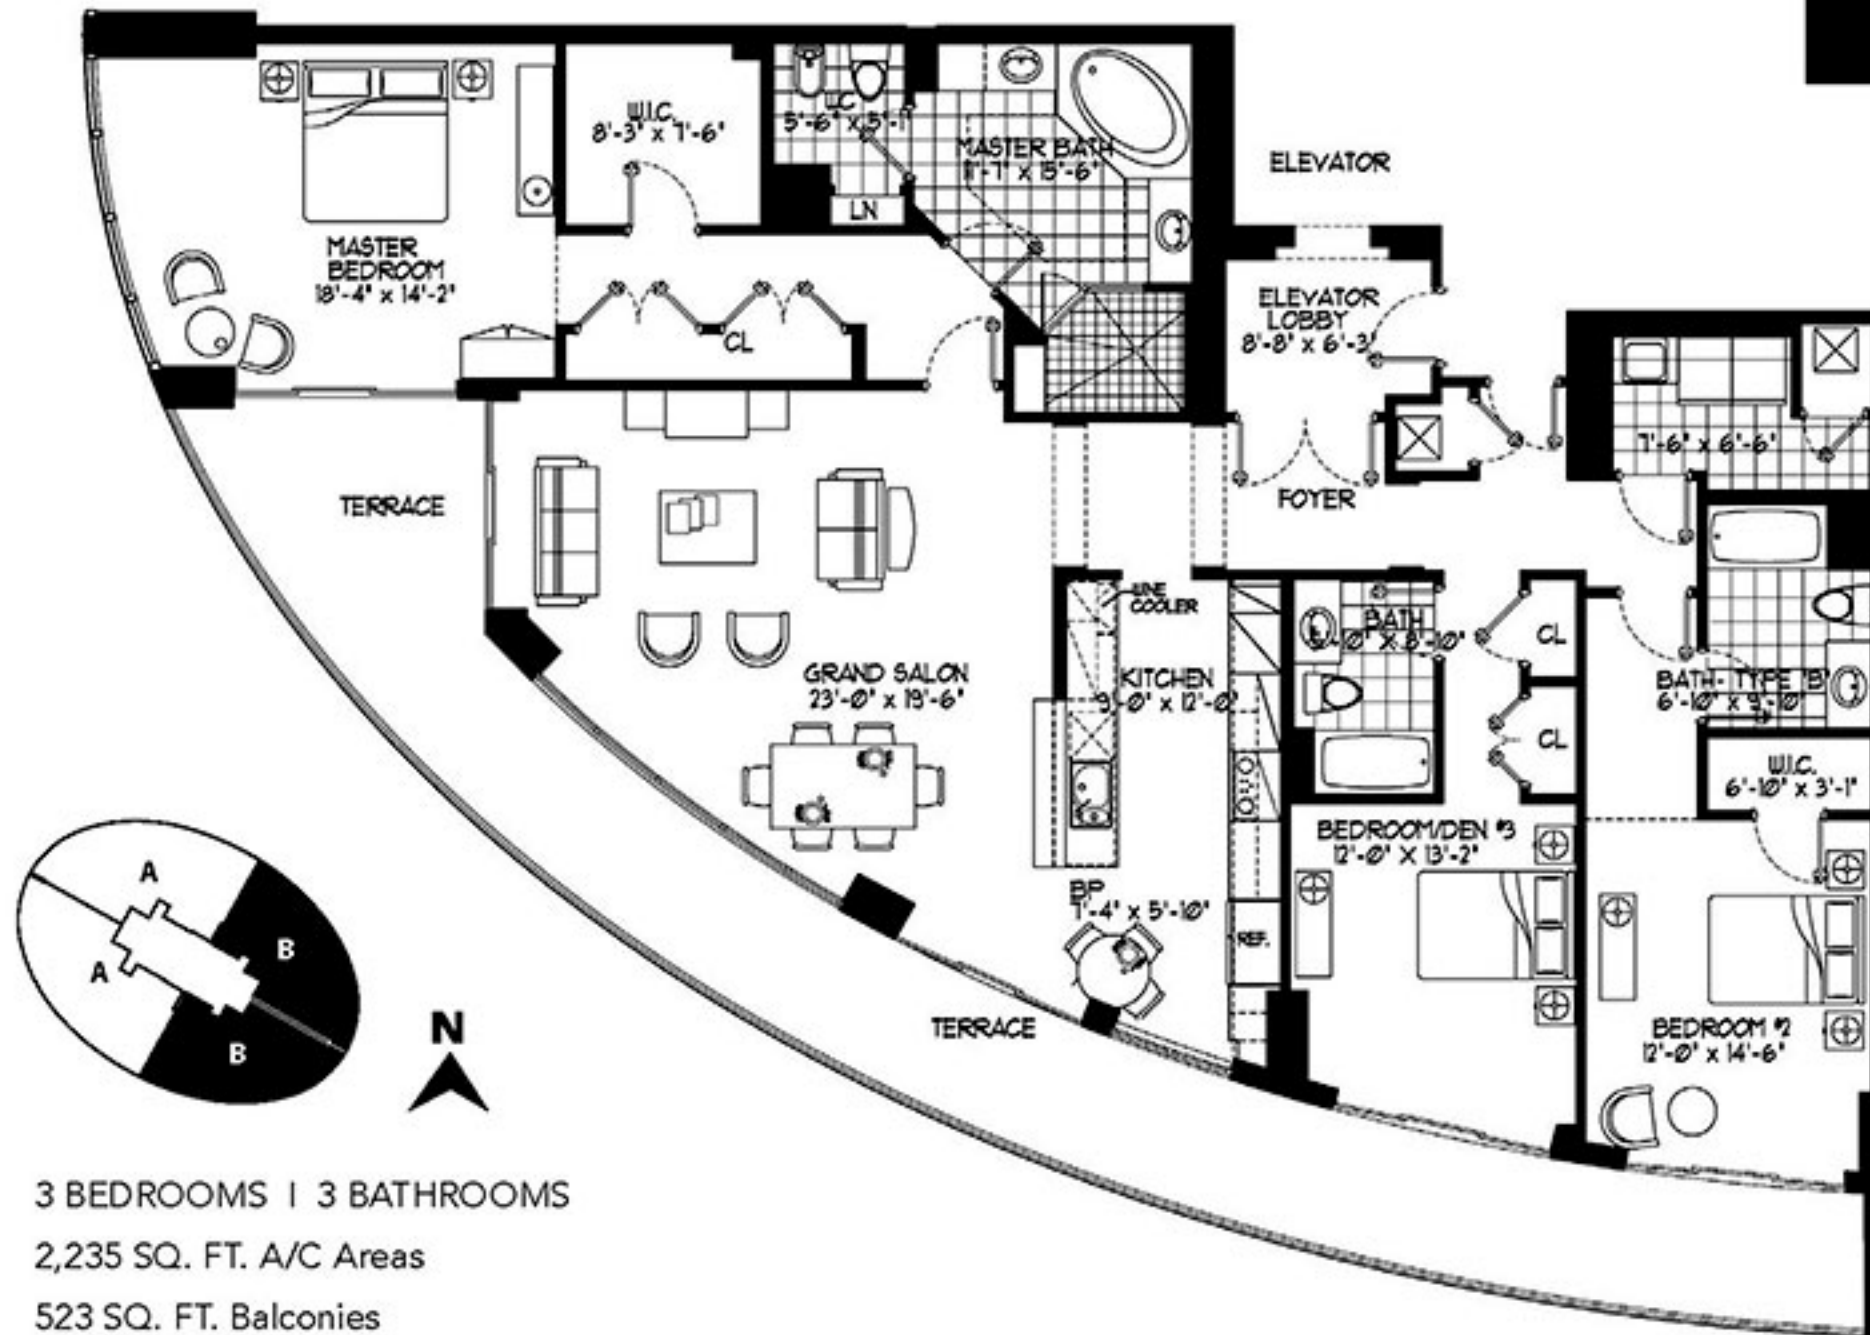 W.I.C.
8'-3" x 7'-6"
5'-6" x 5'-1"
LN
MASTER BATH
11'-7" x 15'-6"
ELEVATOR
MASTER
BEDROOM
18'-4" x 14'-2"
CL
ELEVATOR
LOBBY
8'-8" x 6'-3"
7'-6" x 6'-6"
TERRACE
FOYER
WINE
COOLER
BATH
8'-10"
CL
GRAND SALON
23'-0" x 19'-6"
KITCHEN
9'-0" x 12'-0"
BATH- TYPE 'B'
6'-10" x 9'-10"
CL
W.I.C.
6'-10" x 3'-1"
BEDROOM/DEN #3
12'-0" X 13'-2"
BP
7'-4" x 5'-10"
REF.
TERRACE
BEDROOM #2
12'-0" x 14'-6"
A
B
A
B
N
3 BEDROOMS | 3 BATHROOMS
2,235 SQ. FT. A/C Areas
523 SQ. FT. Balconies